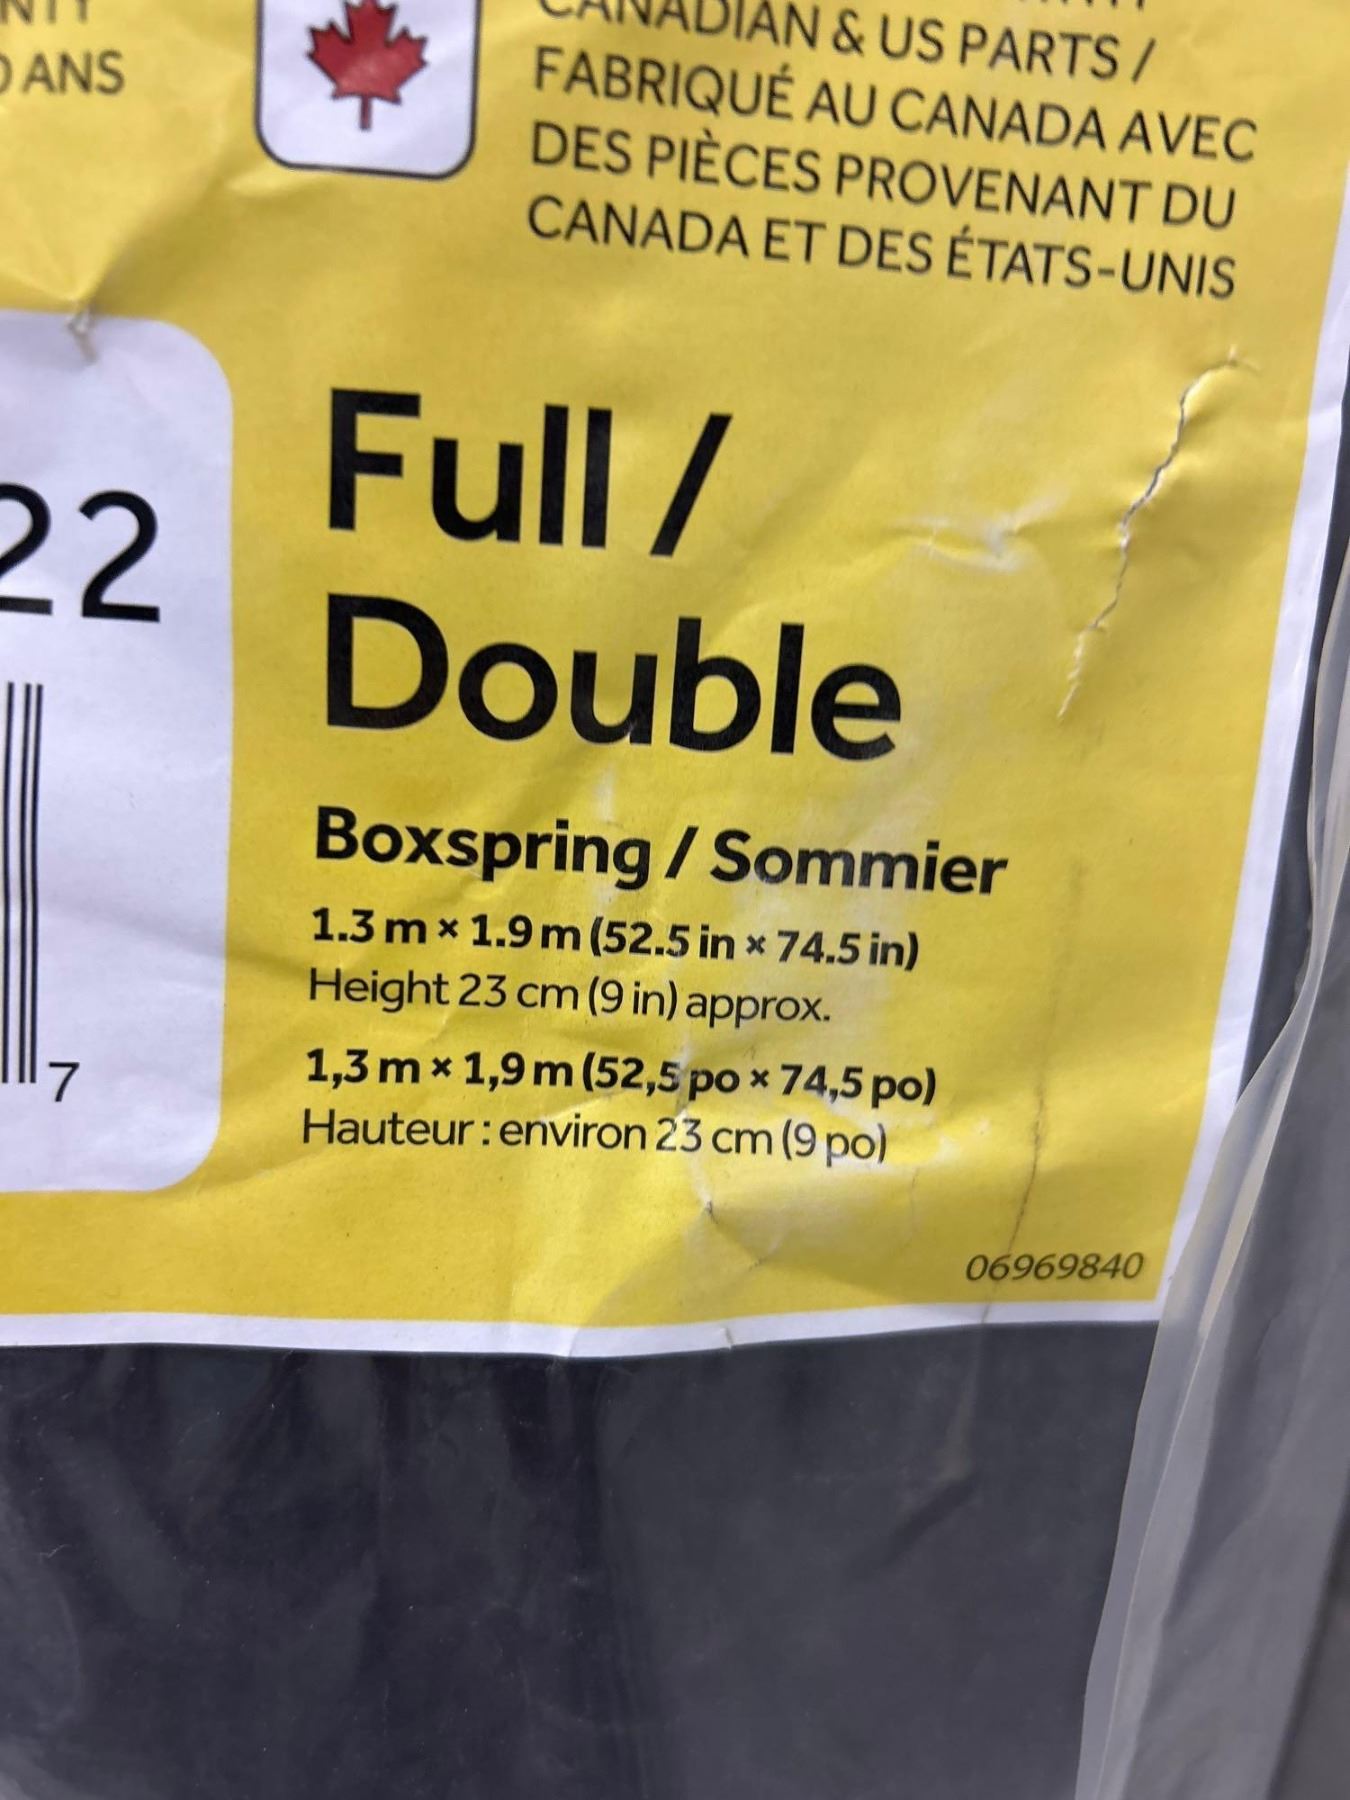 ANS
CANADIAN & US PARTS /
FABRIQUÉ AU CANADA AVEC
DES PIÈCES PROVENANT DU
CANADA ET DES ÉTATS-UNIS
22
7
Full /
Double
Boxspring / Sommier
1.3 m × 1.9 m (52.5 in × 74.5 in)
Height 23 cm (9 in) approx.
1,3 m × 1,9 m (52,5 po × 74,5 po)
Hauteur : environ 23 cm (9 po)
06969840